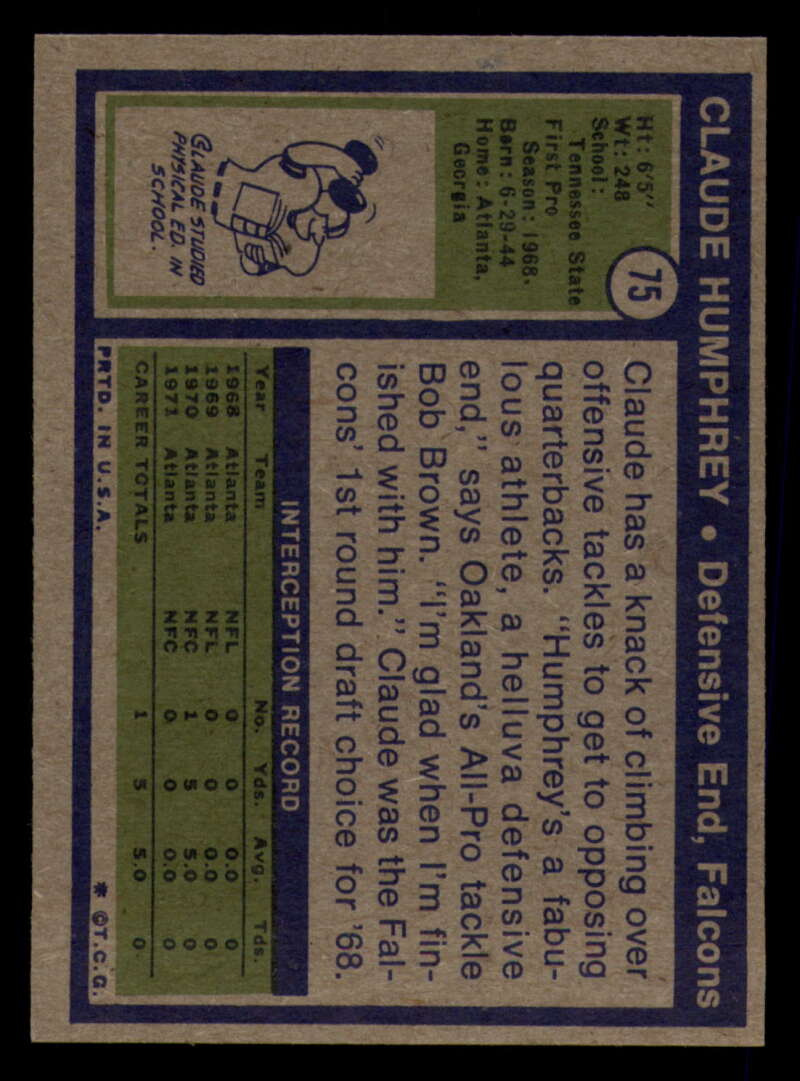 CLAUDE HUMPHREY • Defensive End, Falcons
75
Ht: 6'5"
Wt: 248
School:
Tennessee State
First Pro
Season: 1968.
Born: 6-29-44
Home: Atlanta,
Georgia
CLAUDE STUDIED
PHYSICAL ED. IN
SCHOOL.
Claude has a knack of climbing over
offensive tackles to get to opposing
quarterbacks. "Humphrey's a fabu-
lous athlete, a helluva defensive
end," says Oakland's All-Pro tackle
Bob Brown. "I'm glad when I'm fin-
ished with him." Claude was the Fal-
cons' 1st round draft choice for '68.
INTERCEPTION RECORD
Year Team No. Yds. Avg. Tds.
1968 Atlanta NFL 0 0 0.0 0
1969 Atlanta NFL 0 0 0.0 0
1970 Atlanta NFC 1 5 5.0 0
1971 Atlanta NFC 0 0 0.0 0
CAREER TOTALS 1 5 5.0 0
PRTD. IN U.S.A. * ©T.C.G.